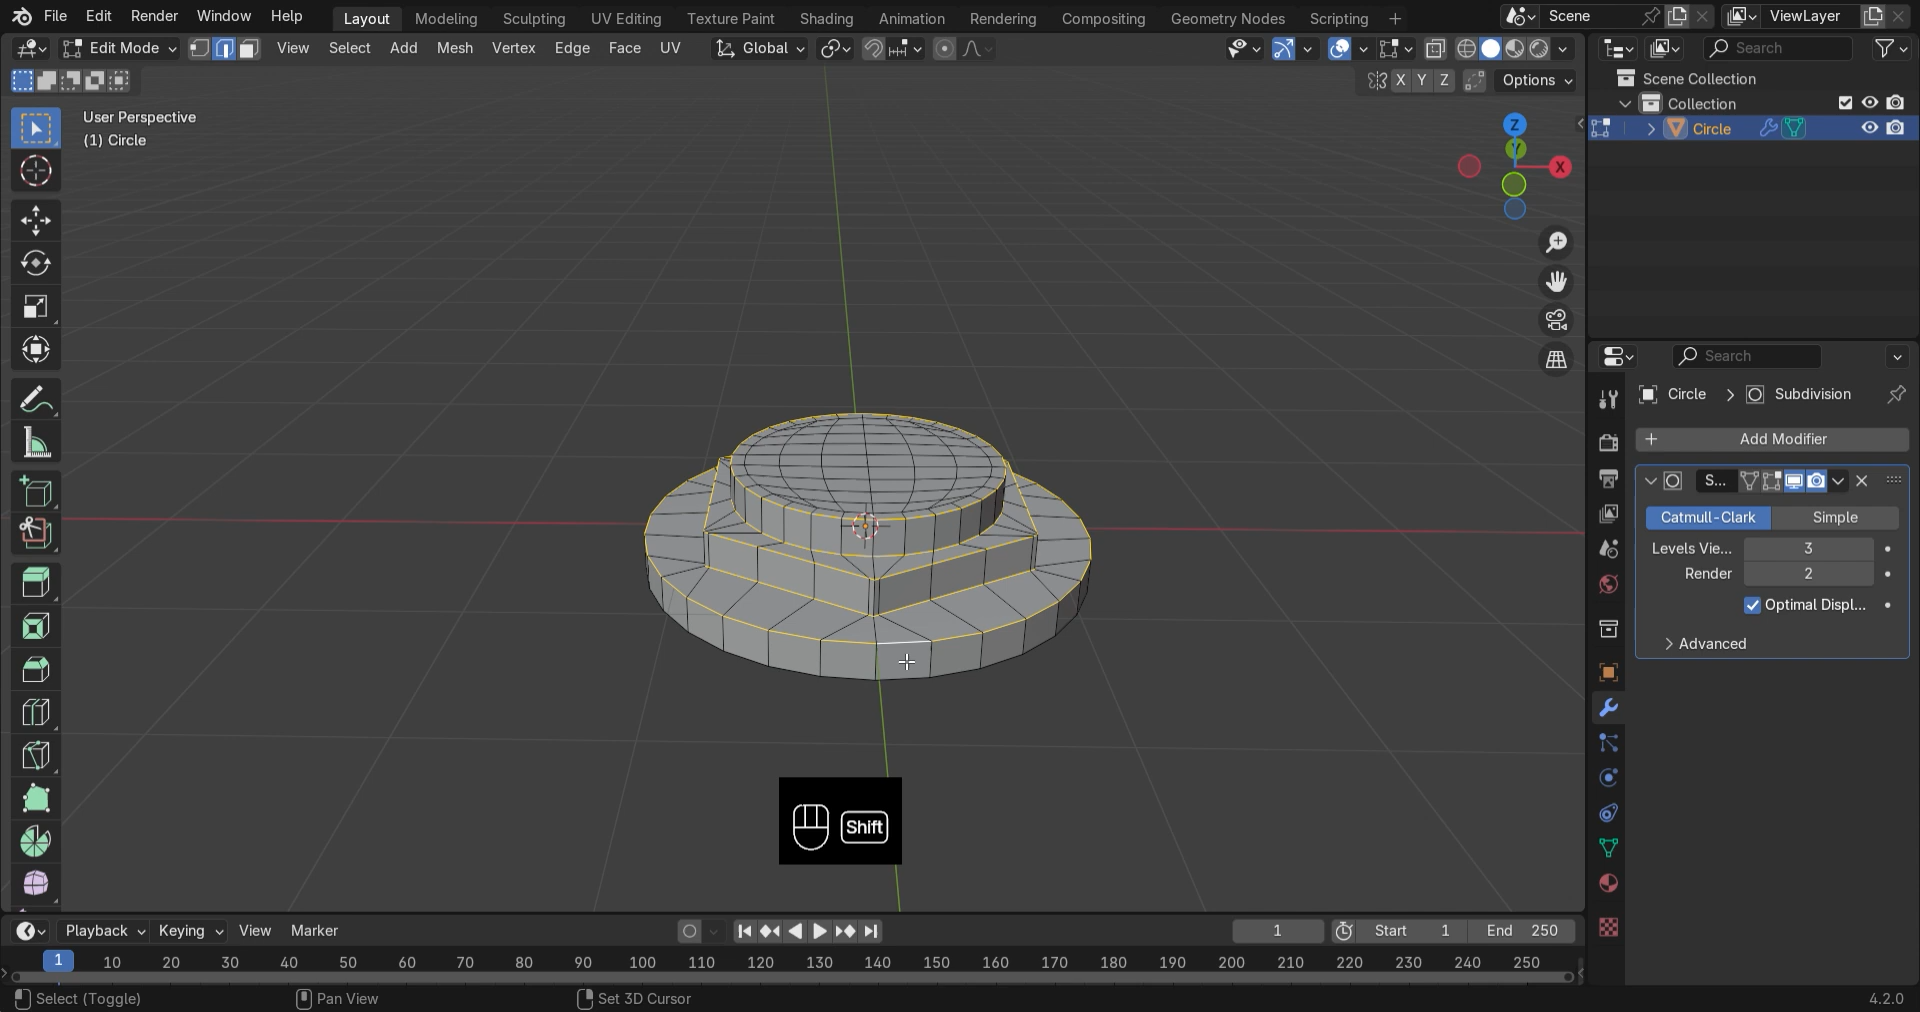 File Edit Render Window Help Layout Modeling Sculpting UV Editing Texture Paint Shading Animation Rendering Compositing Geometry Nodes Scripting + Scene ViewLayer
Edit Mode View Select Add Mesh Vertex Edge Face UV Global Search
X Y Z Options
Scene Collection
Collection
Circle
User Perspective
(1) Circle
Z
Y
X
Search
Circle > Subdivision
+ Add Modifier
S...
Catmull-Clark Simple
Levels Vie... 3
Render 2
Optimal Displ...
Advanced
Shift
Playback Keying View Marker 1 Start 1 End 250
1 10 20 30 40 50 60 70 80 90 100 110 120 130 140 150 160 170 180 190 200 210 220 230 240 250
Select (Toggle) Pan View Set 3D Cursor 4.2.0